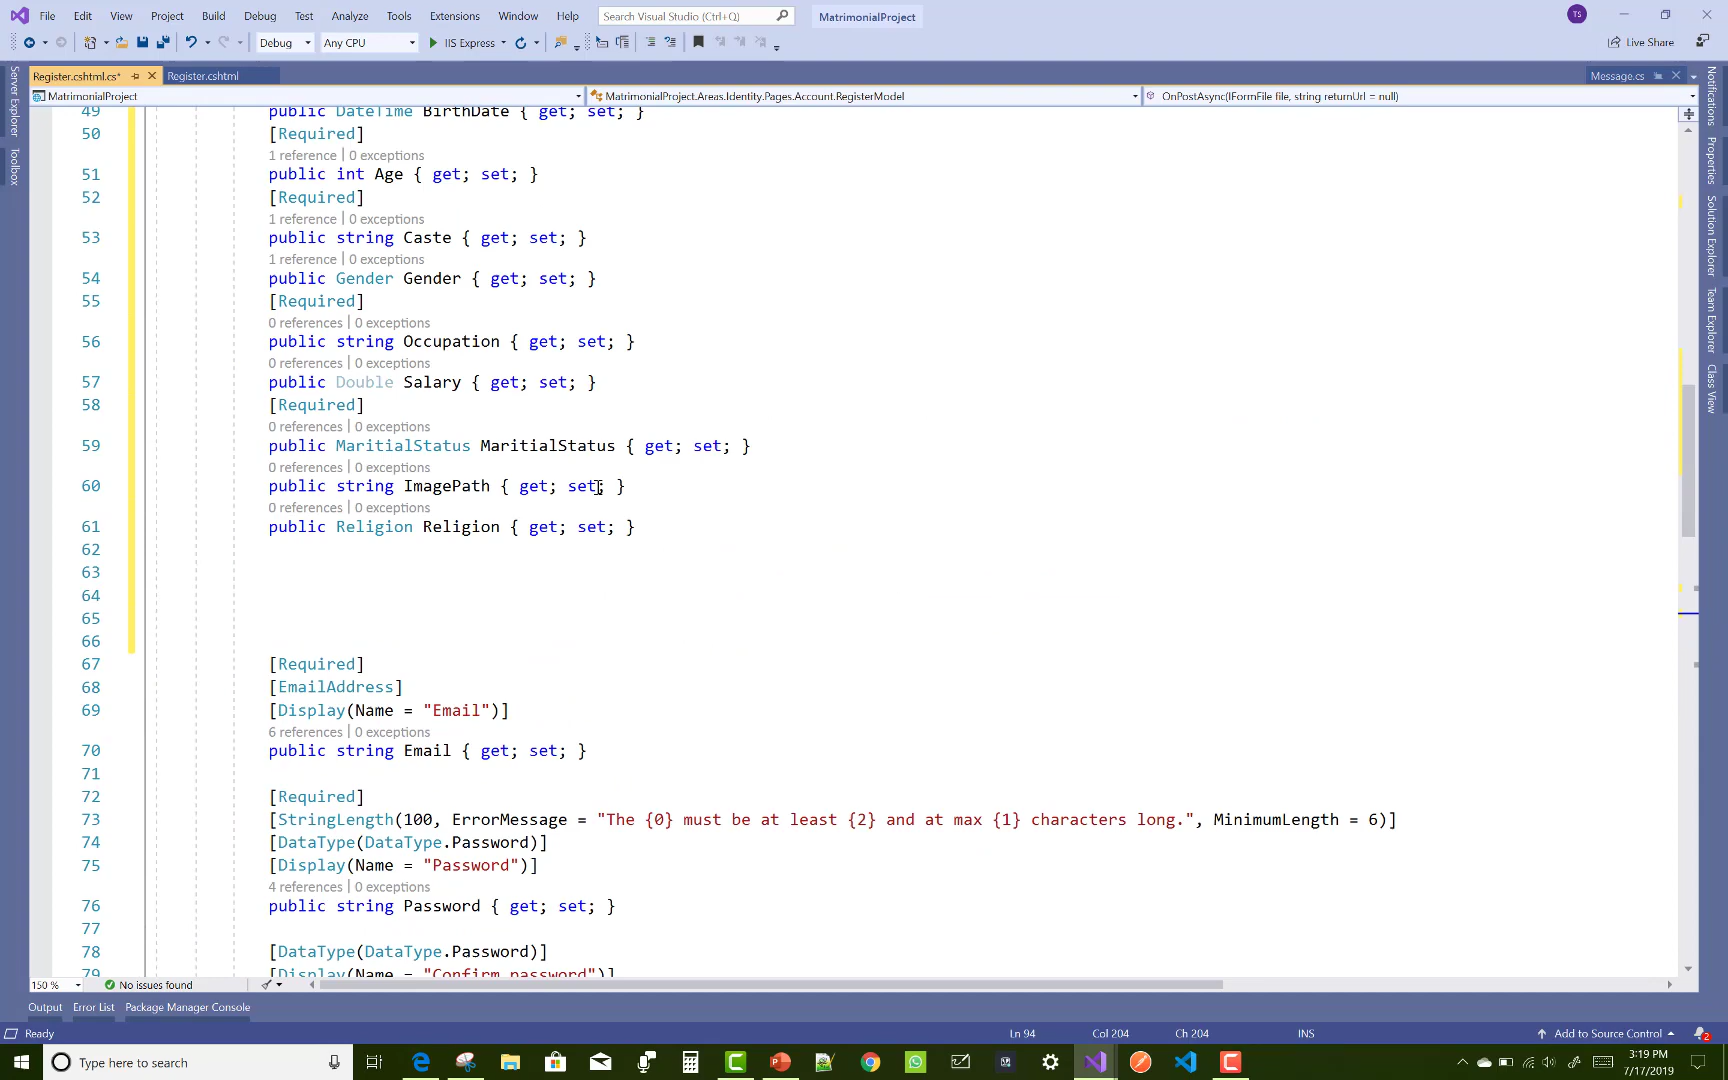 File Edit View Project Build Debug Test Analyze Tools Extensions Window Help Search Visual Studio (Ctrl+Q) MatrimonialProject TS
Debug Any CPU IIS Express Live Share
Register.cshtml.cs* Register.cshtml Message.cs
MatrimonialProject MatrimonialProject.Areas.Identity.Pages.Account.RegisterModel OnPostAsync(IFormFile file, string returnUrl = null)
Server Explorer
Toolbox
Notifications
Properties
Solution Explorer
Team Explorer
Class View
49 public DateTime BirthDate { get; set; }
50 [Required]
1 reference | 0 exceptions
51 public int Age { get; set; }
52 [Required]
1 reference | 0 exceptions
53 public string Caste { get; set; }
1 reference | 0 exceptions
54 public Gender Gender { get; set; }
55 [Required]
0 references | 0 exceptions
56 public string Occupation { get; set; }
0 references | 0 exceptions
57 public Double Salary { get; set; }
58 [Required]
0 references | 0 exceptions
59 public MaritialStatus MaritialStatus { get; set; }
0 references | 0 exceptions
60 public string ImagePath { get; set; }
0 references | 0 exceptions
61 public Religion Religion { get; set; }
62
63
64
65
66
67 [Required]
68 [EmailAddress]
69 [Display(Name = "Email")]
6 references | 0 exceptions
70 public string Email { get; set; }
71
72 [Required]
73 [StringLength(100, ErrorMessage = "The {0} must be at least {2} and at max {1} characters long.", MinimumLength = 6)]
74 [DataType(DataType.Password)]
75 [Display(Name = "Password")]
4 references | 0 exceptions
76 public string Password { get; set; }
77
78 [DataType(DataType.Password)]
79 [Display(Name = "Confirm password")]
150 % No issues found
Output Error List Package Manager Console
Ready Ln 94 Col 204 Ch 204 INS Add to Source Control 2
Type here to search 3:19 PM
7/17/2019